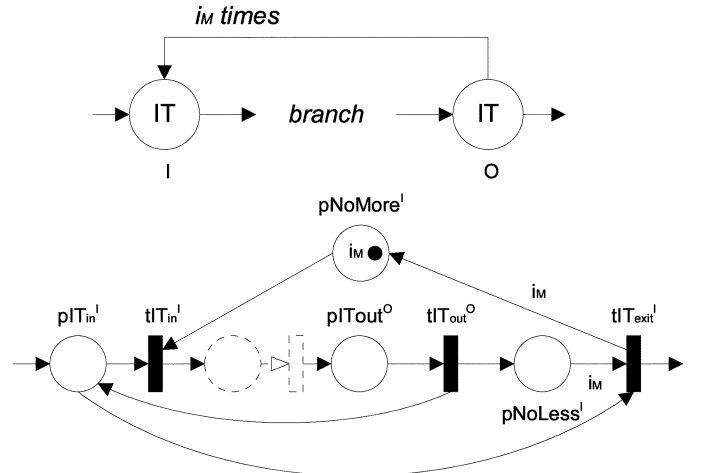 iM times
IT
branch
IT
I
O
pNoMoreᴵ
iM
iM
pITinᴵ
tITinᴵ
pIToutᴼ
tIToutᴼ
tITexitᴵ
iM
pNoLessᴵ